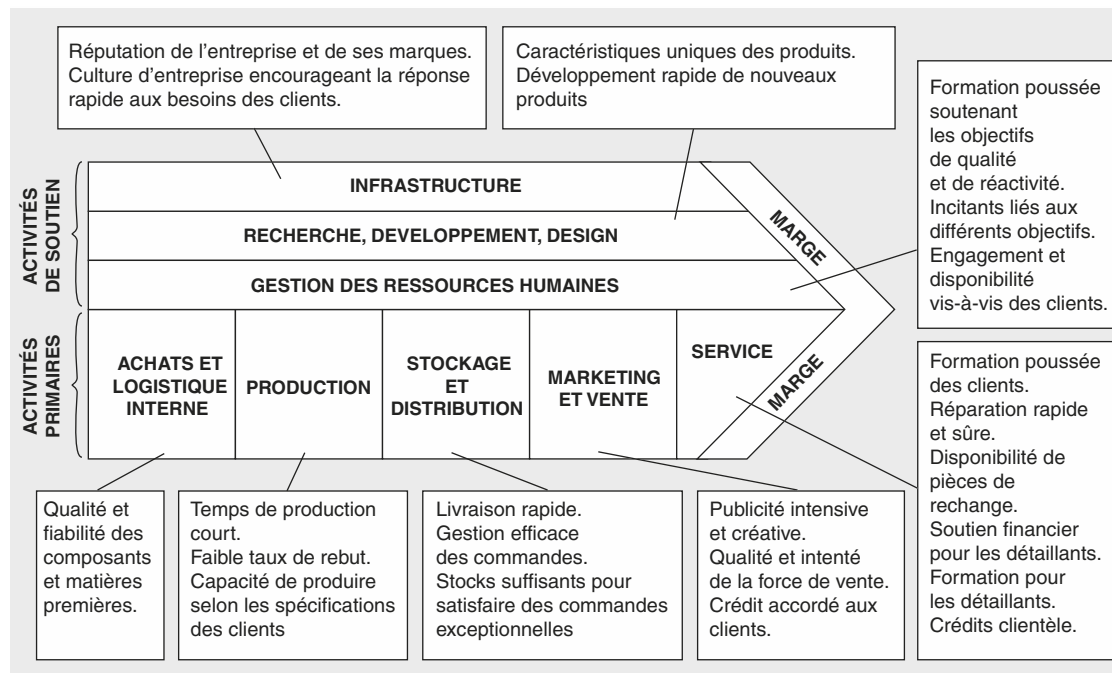 Réputation de l'entreprise et de ses marques.
Culture d'entreprise encourageant la réponse
rapide aux besoins des clients.
Caractéristiques uniques des produits.
Développement rapide de nouveaux
produits
Formation poussée
soutenant
les objectifs
de qualité
et de réactivité.
Incitants liés aux
différents objectifs.
Engagement et
disponibilité
vis-à-vis des clients.
ACTIVITÉS
DE SOUTIEN
INFRASTRUCTURE
RECHERCHE, DEVELOPPEMENT, DESIGN
GESTION DES RESSOURCES HUMAINES
MARGE
ACTIVITÉS
PRIMAIRES
ACHATS ET
LOGISTIQUE
INTERNE
PRODUCTION
STOCKAGE
ET
DISTRIBUTION
MARKETING
ET VENTE
SERVICE
MARGE
Formation poussée
des clients.
Réparation rapide
et sûre.
Disponibilité de
pièces de
rechange.
Soutien financier
pour les détaillants.
Formation pour
les détaillants.
Crédits clientèle.
Qualité et
fiabilité des
composants
et matières
premières.
Temps de production
court.
Faible taux de rebut.
Capacité de produire
selon les spécifications
des clients
Livraison rapide.
Gestion efficace
des commandes.
Stocks suffisants pour
satisfaire des commandes
exceptionnelles
Publicité intensive
et créative.
Qualité et intenté
de la force de vente.
Crédit accordé aux
clients.